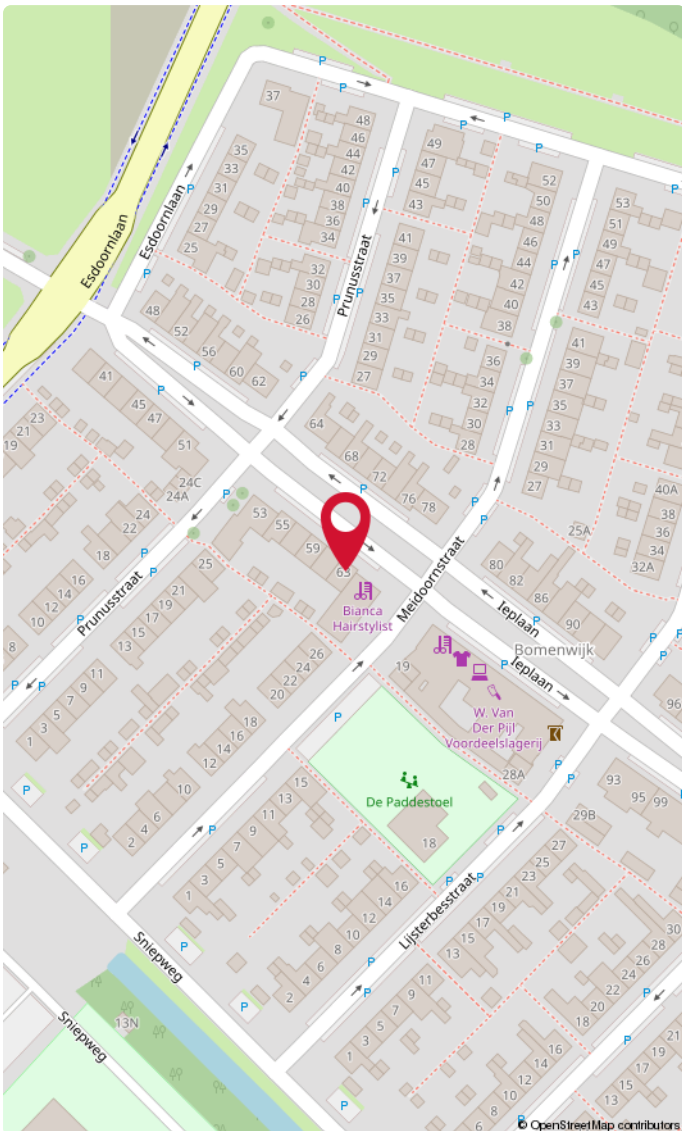 P
P
37
48
P
P
P
46
49
44
35
47
42
P
52
33
45
40
P
50
53
P
31
43
38
P
48
51
29
36
46
49
27
34
41
44
47
25
Esdoornlaan
39
P
P
45
Esdoornlaan
32
37
42
43
P
30
P
P
35
40
28
33
38
48
26
Prunusstraat
31
41
52
29
36
39
56
27
34
37
60
P
32
P
35
41
62
P
30
P
33
45
64
28
31
23
47
68
29
21
51
72
27
19
24C
P
76
40A
24A
P
53
78
P
38
24
55
25A
36
22
59
34
P
18
25
63
80
32A
P
21
82
16
19
Bianca
Hairstylist
Meidoornstraat
86
14
17
Ieplaan
90
12
15
P
10
Prunusstraat
13
Bomenwijk
8
26
19
P
Ieplaan
24
11
22
9
20
W. Van
Der Pijl
Voordeelslagerij
96
P
P
7
5
18
P
3
16
1
14
28A
P
P
12
15
De Paddestoel
93
95
99
P
10
13
29B
6
11
18
4
9
27
2
P
7
25
P
5
23
16
P
P
3
21
14
1
19
30
12
17
28
10
Lijsterbesstraat
15
26
Sniepweg
P
8
13
24
6
22
4
P
11
20
2
P
9
18
P
7
13N
5
Sniepweg
3
21
1
P
19
16
17
14
15
12
13
10
P
P
8
6
© OpenStreetMap contributors